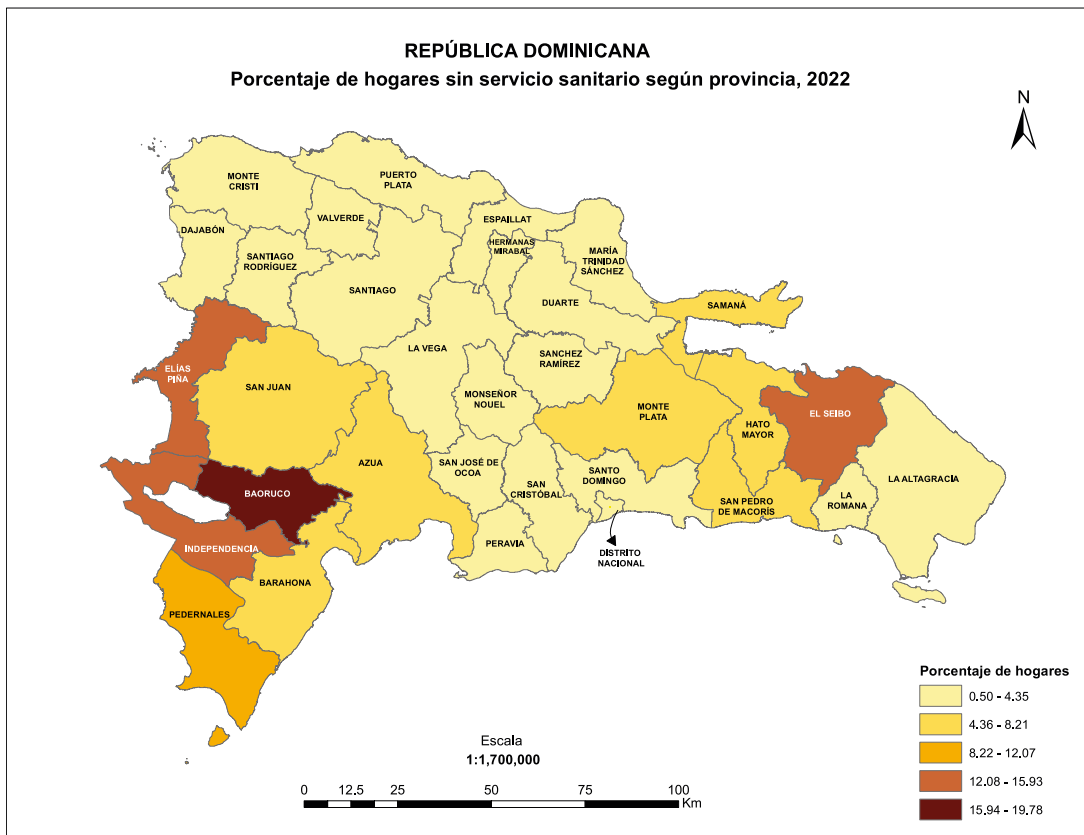 REPÚBLICA DOMINICANA
Porcentaje de hogares sin servicio sanitario según provincia, 2022
N
MONTE
CRISTI
PUERTO
PLATA
VALVERDE
ESPAILLAT
DAJABÓN
HERMANAS
MIRABAL
MARÍA
TRINIDAD
SÁNCHEZ
SANTIAGO
RODRÍGUEZ
SANTIAGO
DUARTE
SAMANÁ
LA VEGA
SANCHEZ
RAMÍREZ
ELÍAS
PIÑA
SAN JUAN
MONSEÑOR
NOUEL
MONTE
PLATA
HATO
MAYOR
EL SEIBO
AZUA
SAN JOSÉ DE
OCOA
SAN
CRISTÓBAL
SANTO
DOMINGO
LA ALTAGRACIA
BAORUCO
SAN PEDRO
DE MACORÍS
LA
ROMANA
PERAVIA
DISTRITO
NACIONAL
INDEPENDENCIA
BARAHONA
PEDERNALES
Porcentaje de hogares
0.50 - 4.35
4.36 - 8.21
8.22 - 12.07
12.08 - 15.93
15.94 - 19.78
Escala
1:1,700,000
0 12.5 25 50 75 100
Km